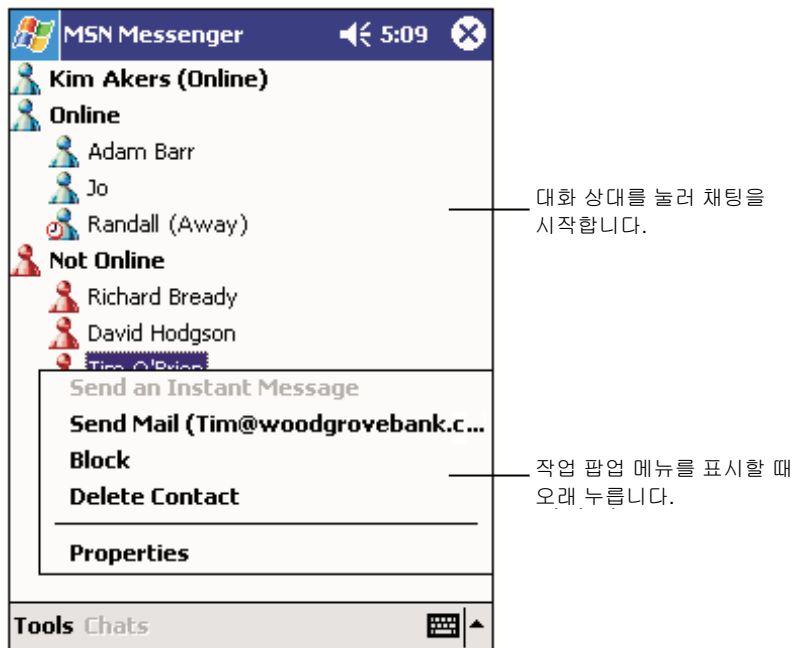 MSN Messenger 5:09
Kim Akers (Online)
Online
Adam Barr
Jo
Randall (Away)
대화 상대를 눌러 채팅을
시작합니다.
Not Online
Richard Bready
David Hodgson
Tim O'Brien
Send an Instant Message
Send Mail (Tim@woodgrovebank.c...
Block
Delete Contact
작업 팝업 메뉴를 표시할 때
오래 누릅니다.
Properties
Tools Chats